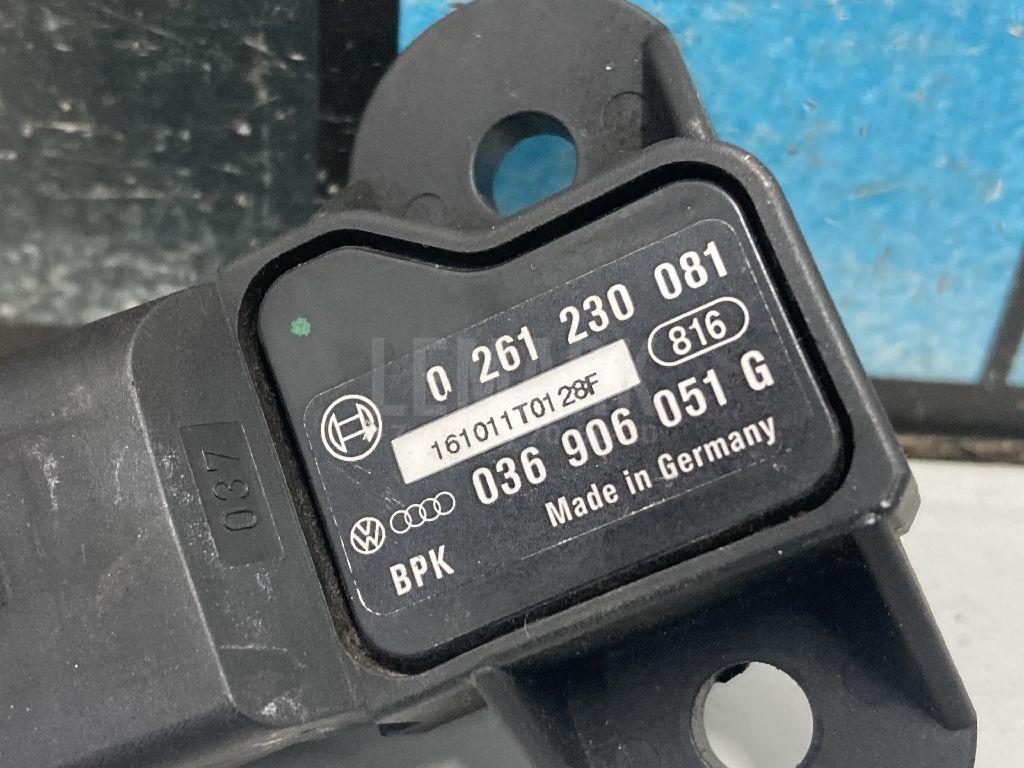 0 261 230 081
161011T0128F
816
036 906 051 G
Made in Germany
BPK
037